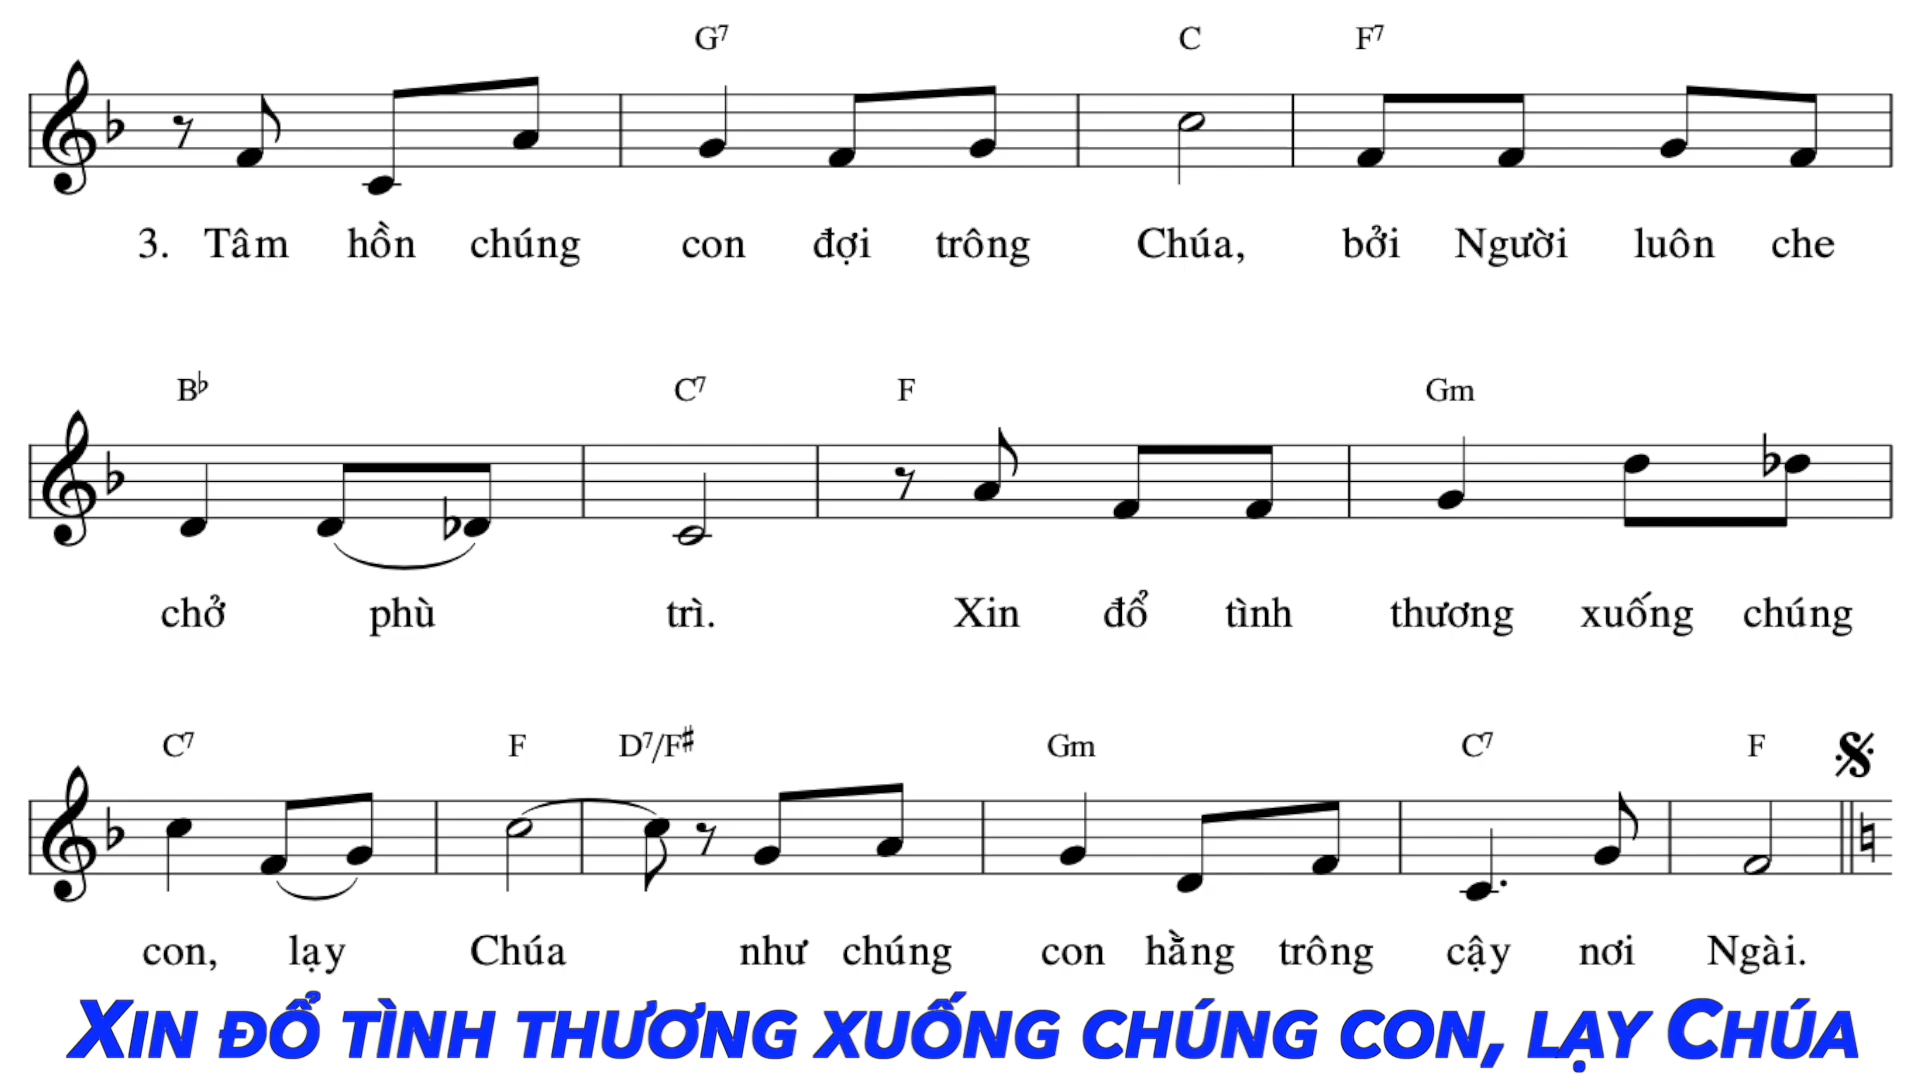 G7 C F7
3. Tâm hồn chúng con đợi trông Chúa, bởi Người luôn che
B♭ C7 F Gm
chở phù trì. Xin đổ tình thương xuống chúng
C7 F D7/F♯ Gm C7 F
con, lạy Chúa như chúng con hằng trông cậy nơi Ngài.
XIN ĐỔ TÌNH THƯƠNG XUỐNG CHÚNG CON, LẠY CHÚA